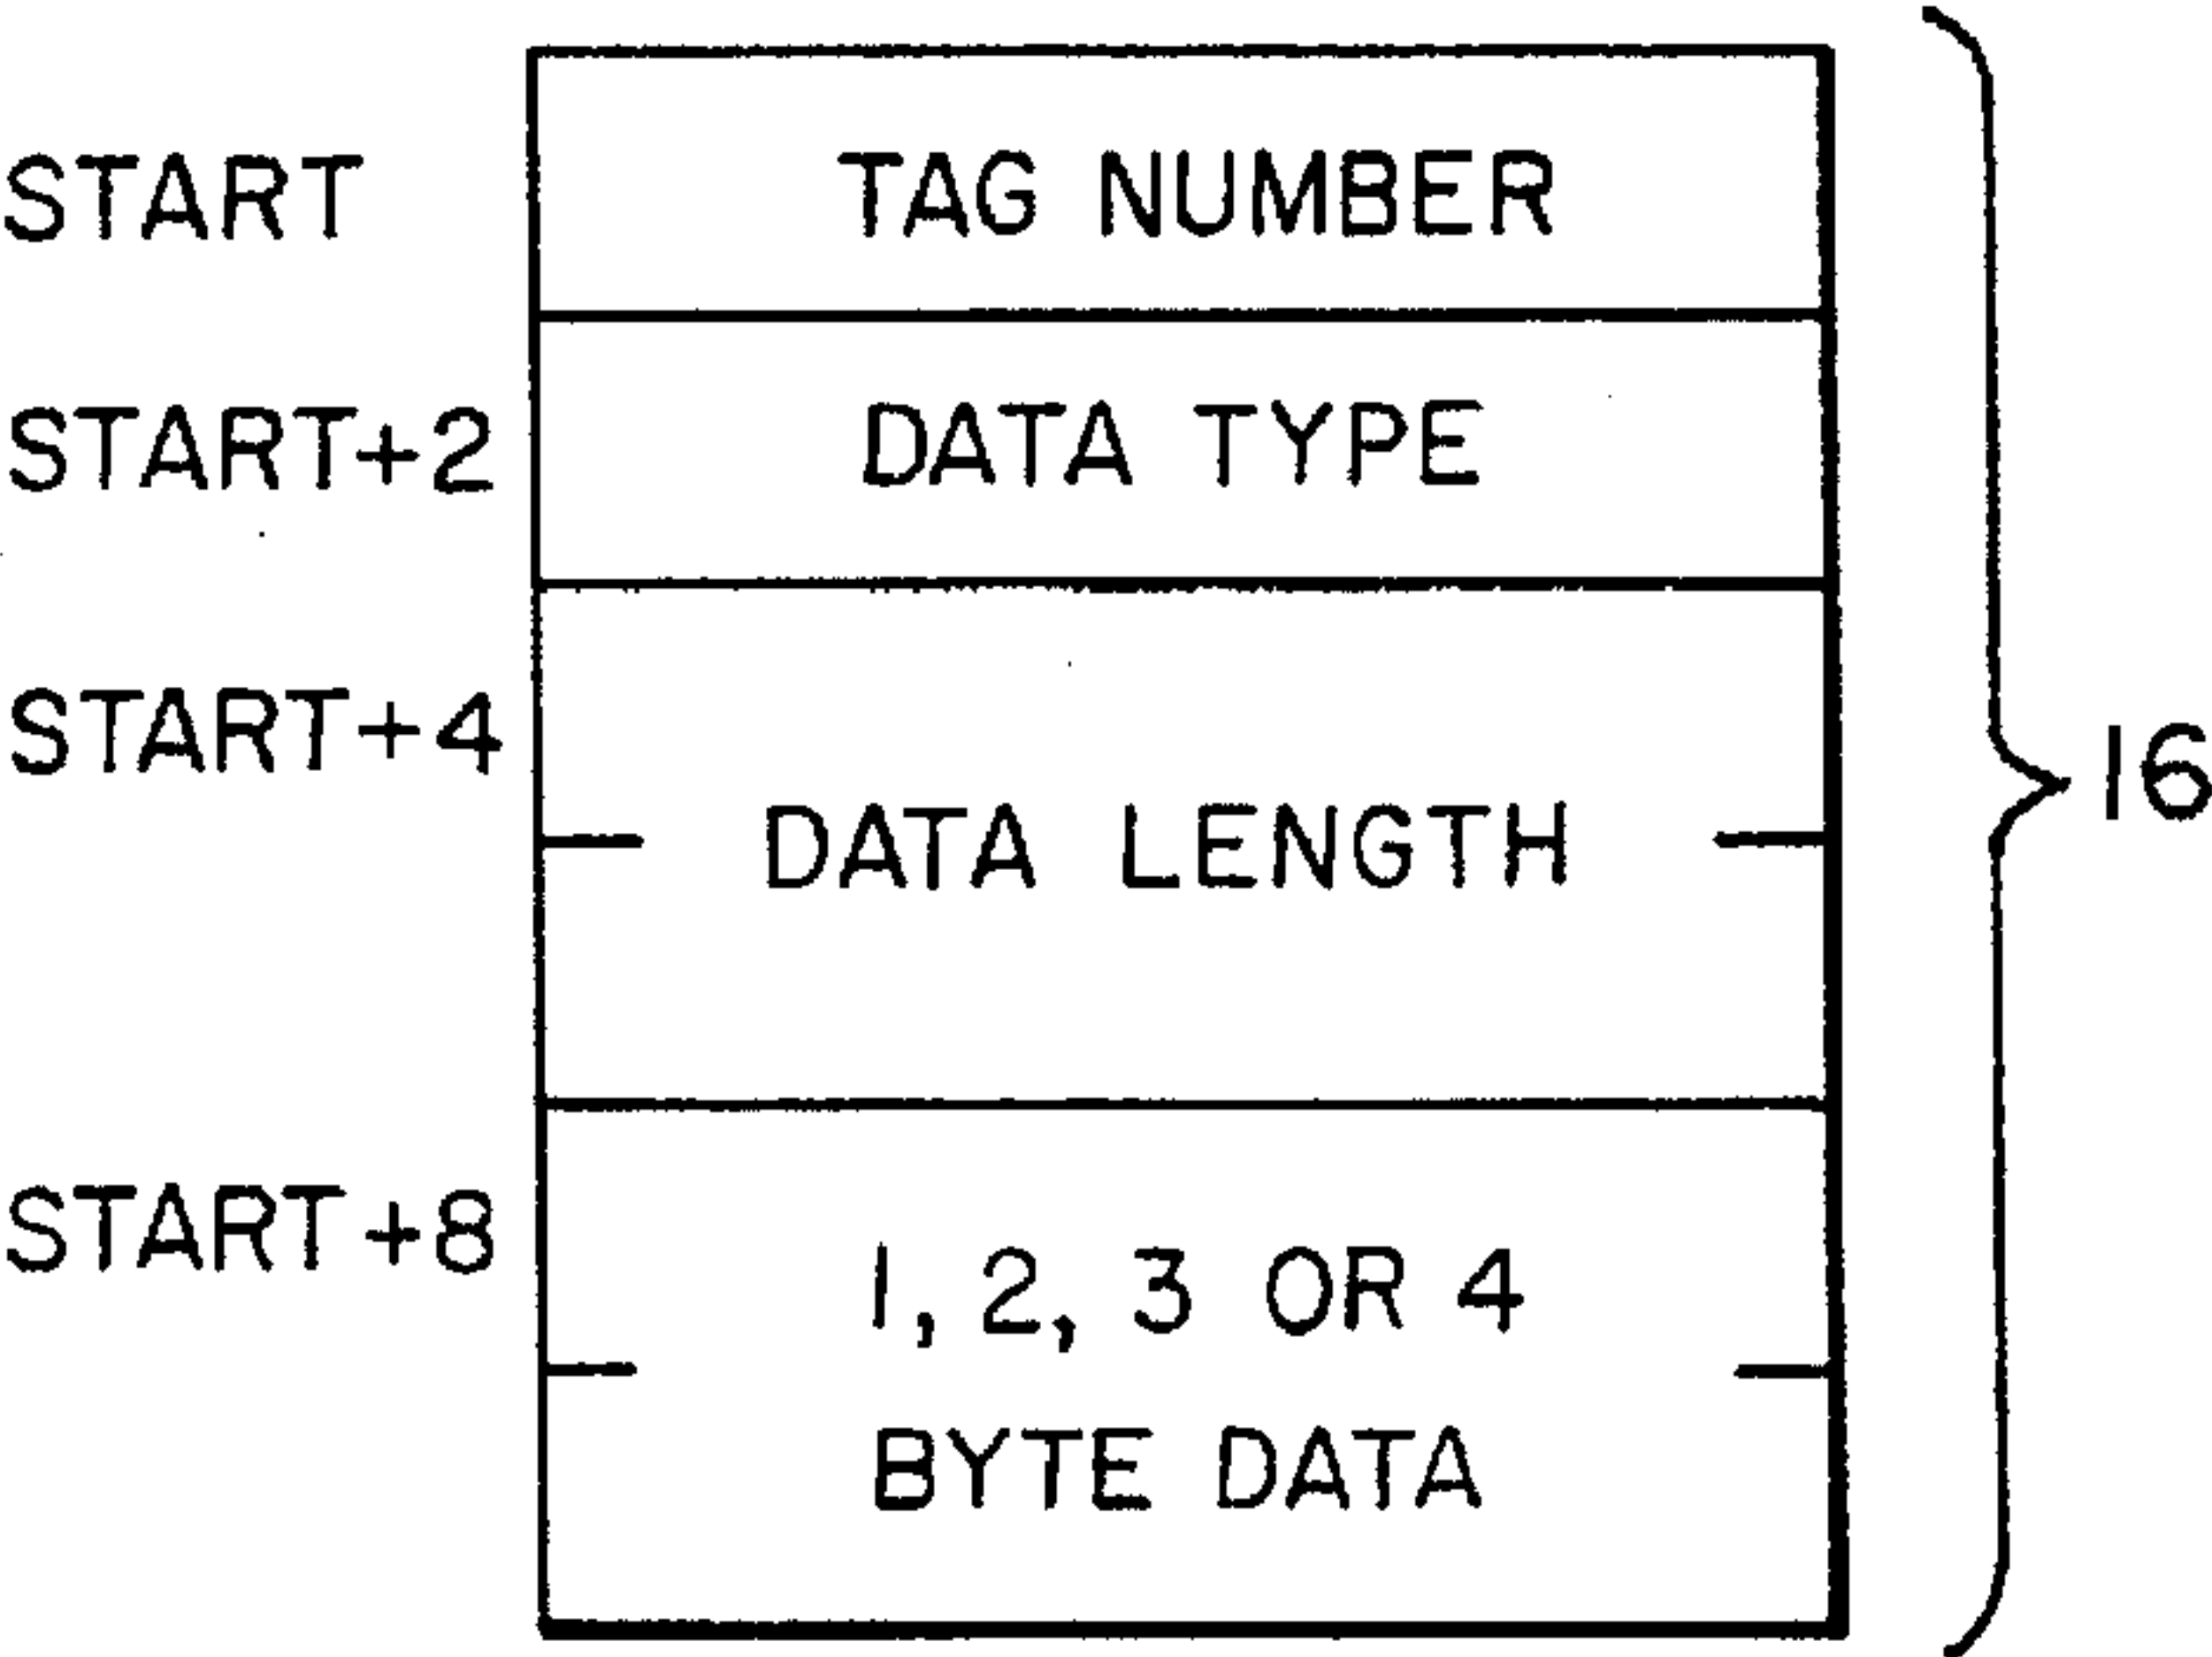 START TAG NUMBER
START+2 DATA TYPE
START+4
DATA LENGTH
16
START+8
1, 2, 3 OR 4
BYTE DATA